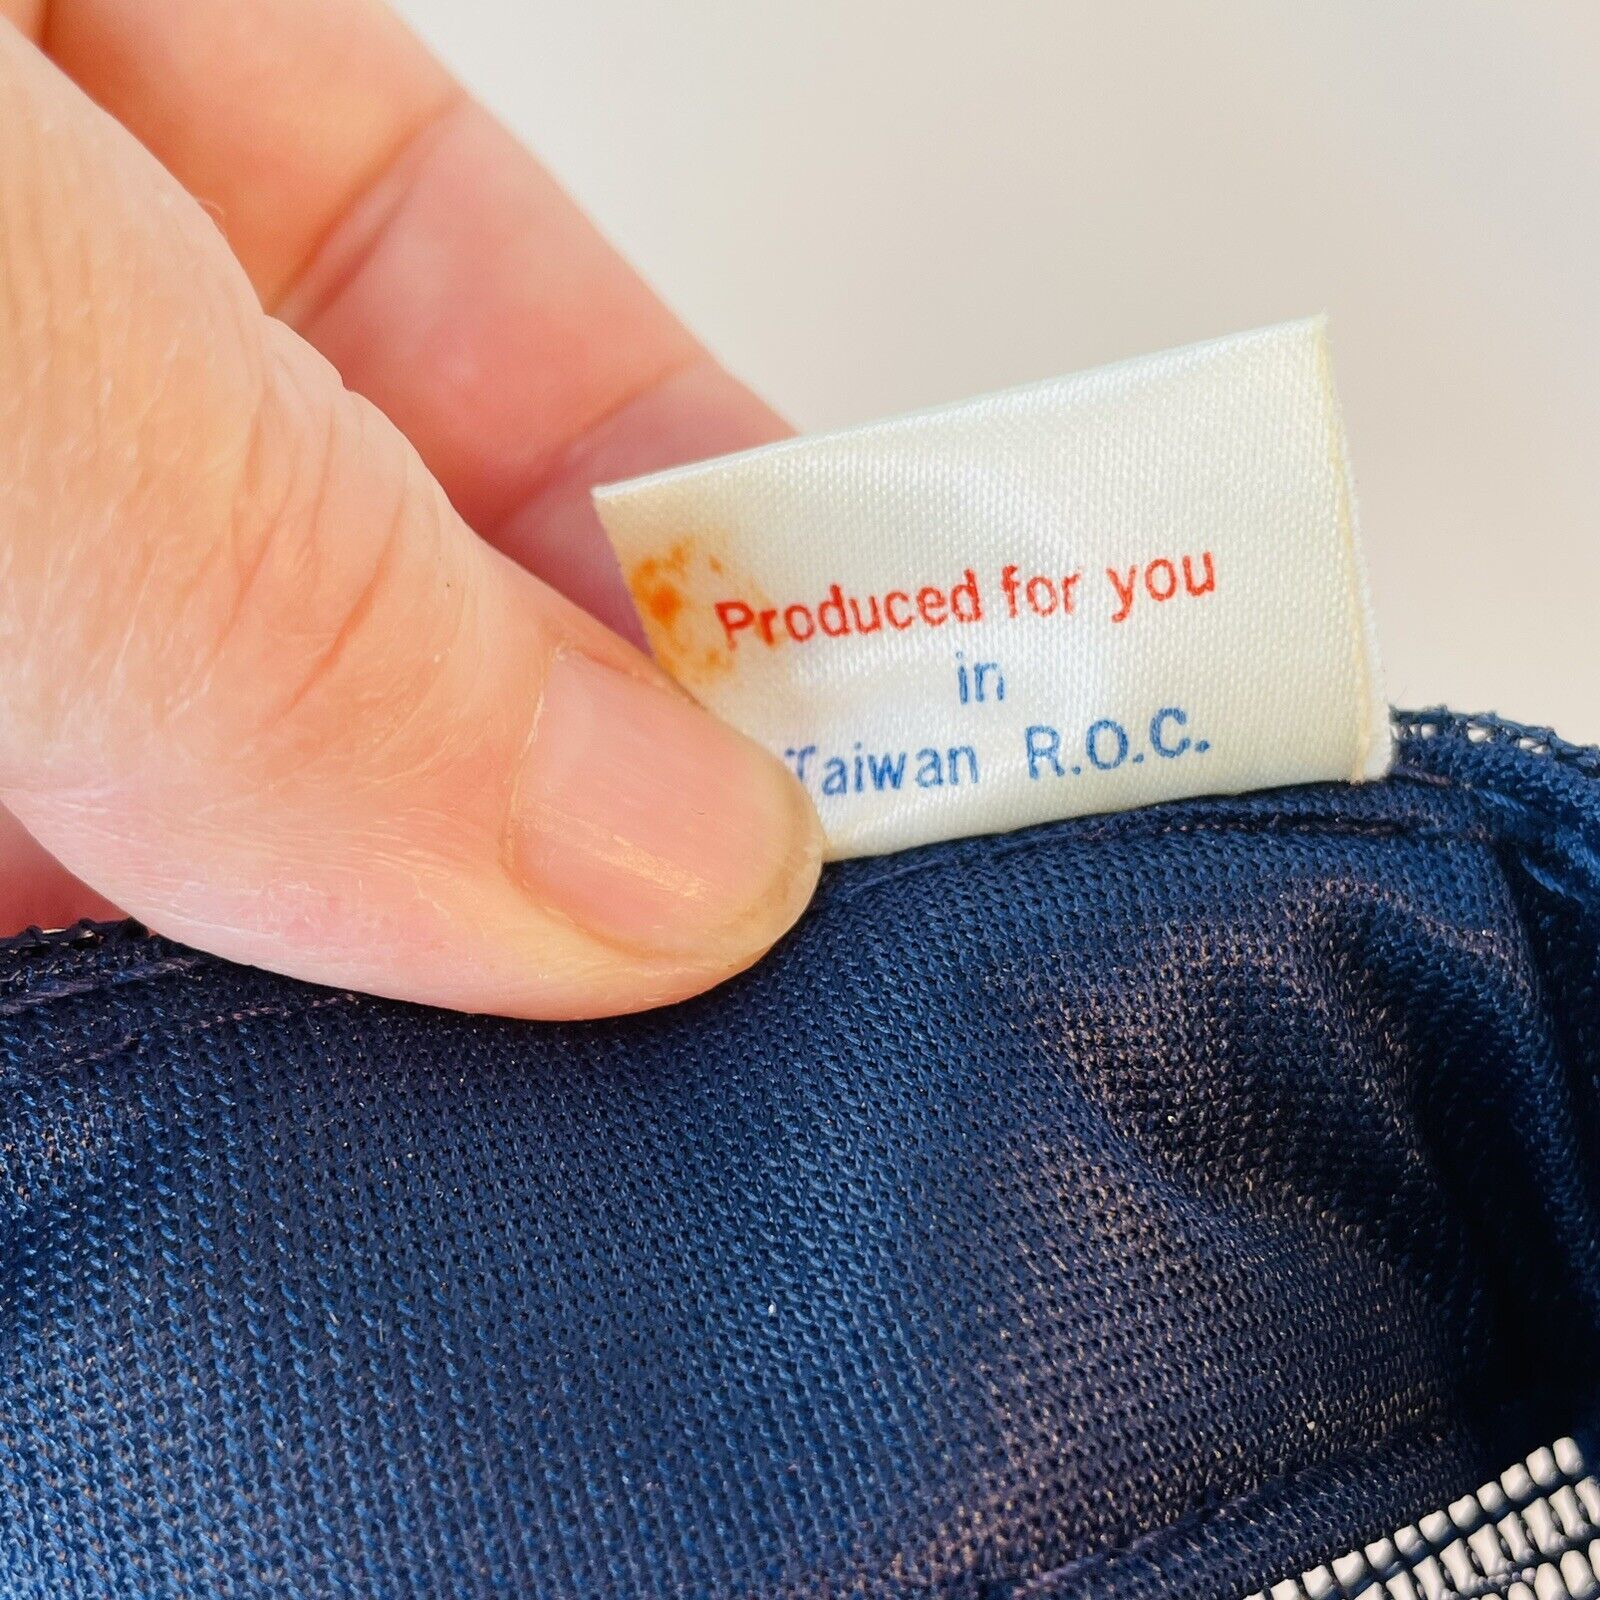 Produced for you
in
Taiwan R.O.C.